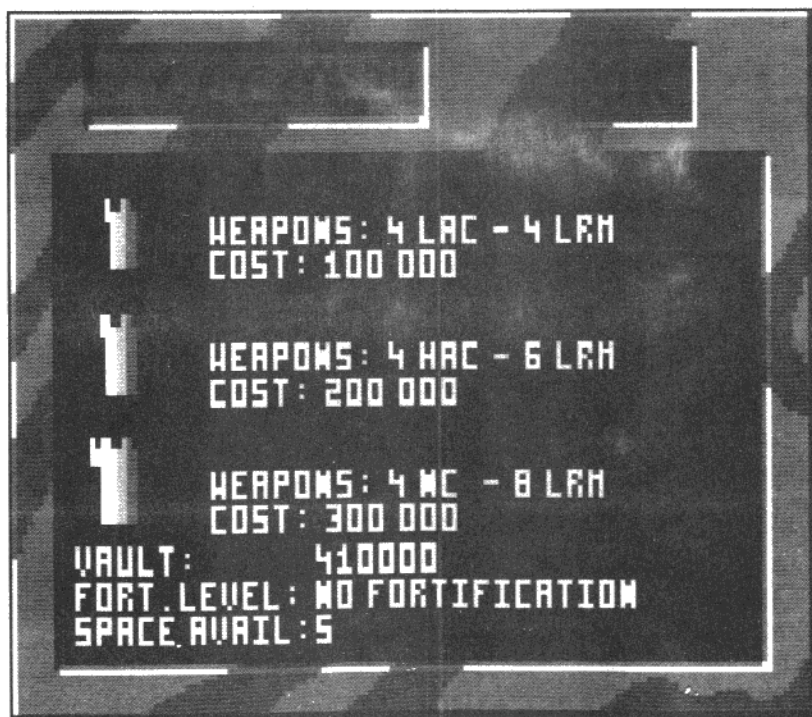 WEAPONS: 4 LAC - 4 LRM
COST: 100 000
WEAPONS: 4 HAC - 6 LRM
COST: 200 000
WEAPONS: 4 NC - 8 LRM
COST: 300 000
VAULT: 410000
FORT.LEVEL: NO FORTIFICATION
SPACE.AVAIL:5